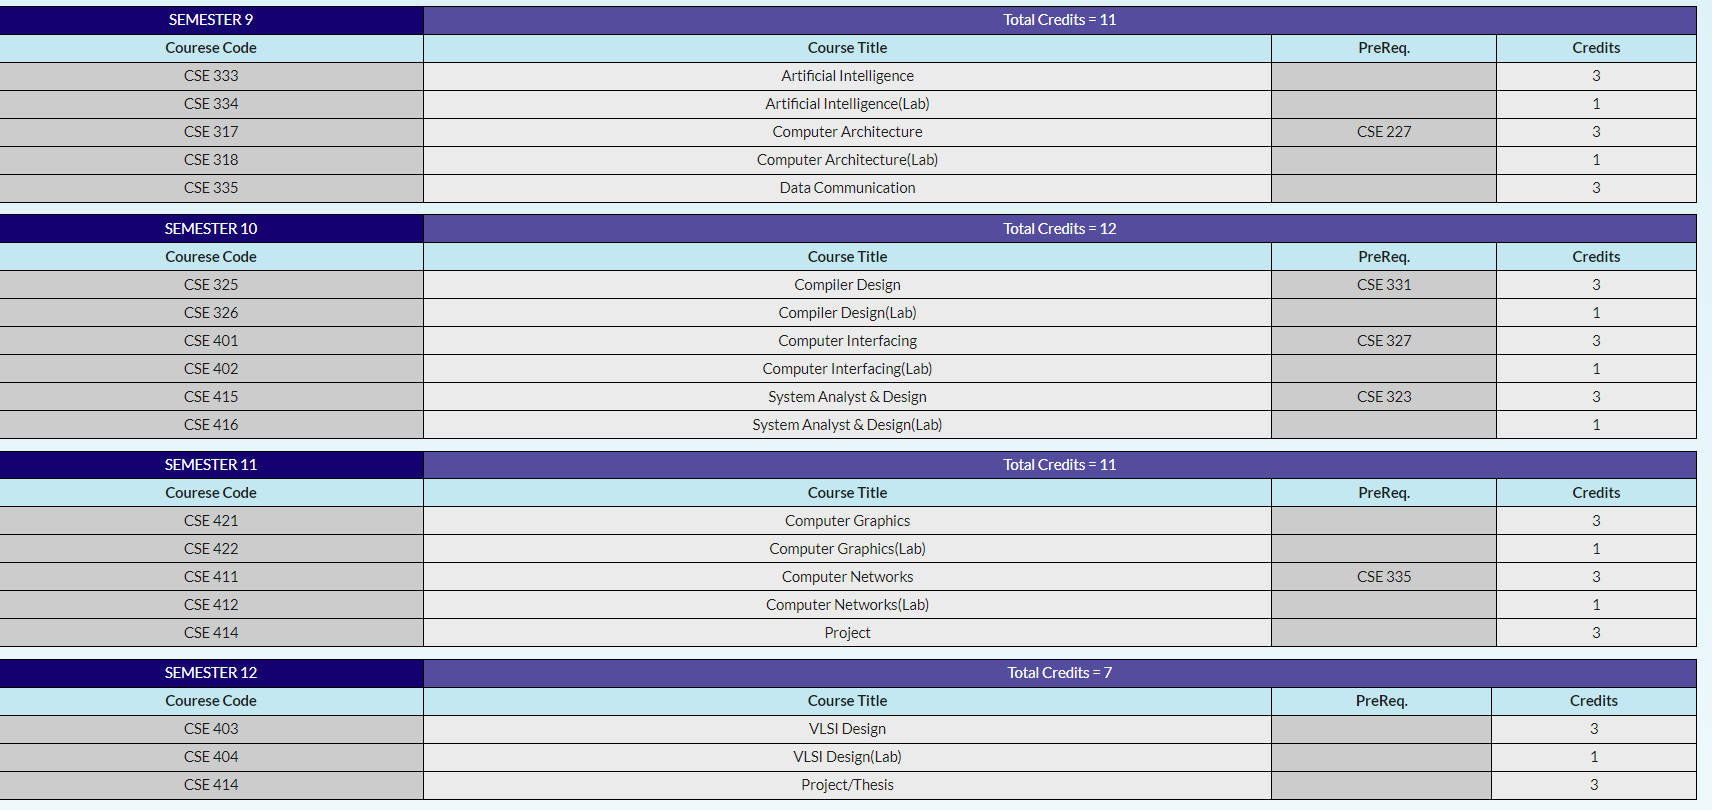 SEMESTER 9 Total Credits = 11
Courese Code Course Title PreReq. Credits
CSE 333 Artificial Intelligence 3
CSE 334 Artificial Intelligence(Lab) 1
CSE 317 Computer Architecture CSE 227 3
CSE 318 Computer Architecture(Lab) 1
CSE 335 Data Communication 3
SEMESTER 10 Total Credits = 12
Courese Code Course Title PreReq. Credits
CSE 325 Compiler Design CSE 331 3
CSE 326 Compiler Design(Lab) 1
CSE 401 Computer Interfacing CSE 327 3
CSE 402 Computer Interfacing(Lab) 1
CSE 415 System Analyst & Design CSE 323 3
CSE 416 System Analyst & Design(Lab) 1
SEMESTER 11 Total Credits = 11
Courese Code Course Title PreReq. Credits
CSE 421 Computer Graphics 3
CSE 422 Computer Graphics(Lab) 1
CSE 411 Computer Networks CSE 335 3
CSE 412 Computer Networks(Lab) 1
CSE 414 Project 3
SEMESTER 12 Total Credits = 7
Courese Code Course Title PreReq. Credits
CSE 403 VLSI Design 3
CSE 404 VLSI Design(Lab) 1
CSE 414 Project/Thesis 3